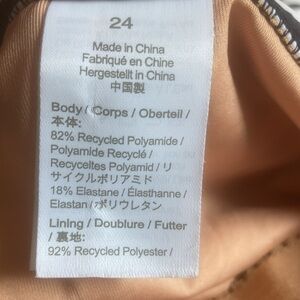 24
Made in China
Fabriqué en Chine
Hergestellt in China
中国製
Body / Corps / Oberteil /
本体:
82% Recycled Polyamide /
Polyamide Recyclé /
Recyceltes Polyamid / リ
サイクルポリアミド
18% Elastane / Élasthanne /
Elastan / ポリウレタン
Lining / Doublure / Futter
/ 裏地:
92% Recycled Polyester /